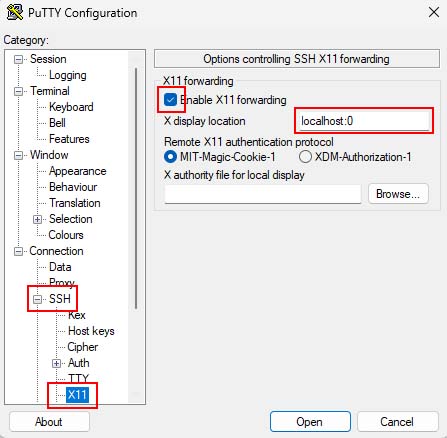 PuTTY Configuration
Category:
Session
Logging
Terminal
Keyboard
Bell
Features
Window
Appearance
Behaviour
Translation
Selection
Colours
Connection
Data
Proxy
SSH
Kex
Host keys
Cipher
Auth
TTY
X11
Options controlling SSH X11 forwarding
X11 forwarding
Enable X11 forwarding
X display location
localhost:0
Remote X11 authentication protocol
MIT-Magic-Cookie-1 XDM-Authorization-1
X authority file for local display
Browse...
About Open Cancel